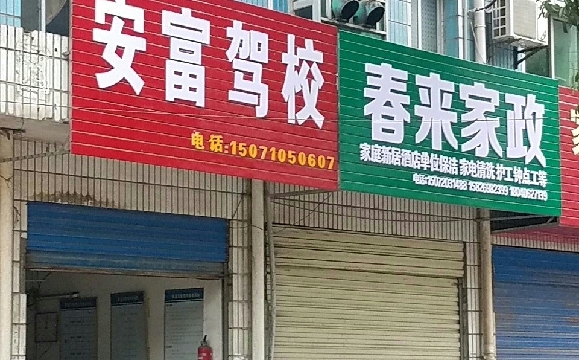 安富驾校
电话:15071050607
春来家政
家庭新居酒店单位保洁 家电清洗 护工钟点工等